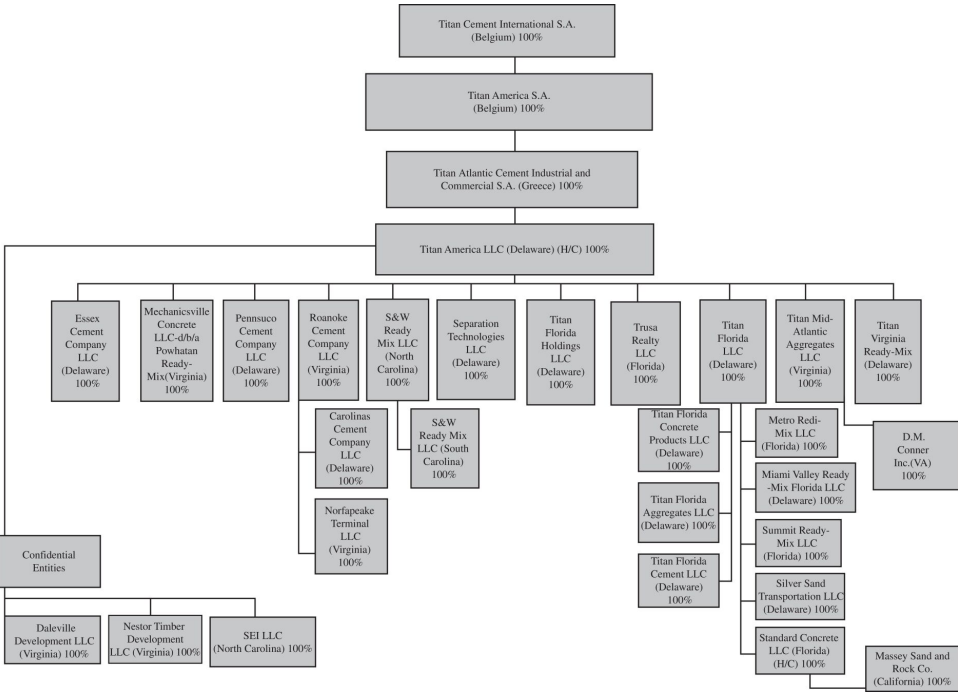 Titan Cement International S.A.
(Belgium) 100%
Titan America S.A.
(Belgium) 100%
Titan Atlantic Cement Industrial and
Commercial S.A. (Greece) 100%
Titan America LLC (Delaware) (H/C) 100%
Essex
Cement
Company
LLC
(Delaware)
100%
Mechanicsville
Concrete
LLC-d/b/a
Powhatan
Ready-
Mix(Virginia)
100%
Pennsuco
Cement
Company
LLC
(Delaware)
100%
Roanoke
Cement
Company
LLC
(Virginia)
100%
S&W
Ready
Mix LLC
(North
Carolina)
100%
Separation
Technologies
LLC
(Delaware)
100%
Titan
Florida
Holdings
LLC
(Delaware)
100%
Trusa
Realty
LLC
(Florida)
100%
Titan
Florida
LLC
(Delaware)
100%
Titan Mid-
Atlantic
Aggregates
LLC
(Virginia)
100%
Titan
Virginia
Ready-Mix
(Delaware)
100%
Carolinas
Cement
Company
LLC
(Delaware)
100%
Norfapeake
Terminal
LLC
(Virginia)
100%
S&W
Ready Mix
LLC (South
Carolina)
100%
Titan Florida
Concrete
Products LLC
(Delaware)
100%
Titan Florida
Aggregates LLC
(Delaware) 100%
Titan Florida
Cement LLC
(Delaware)
100%
Metro Redi-
Mix LLC
(Florida) 100%
Miami Valley Ready
-Mix Florida LLC
(Delaware) 100%
Summit Ready-
Mix LLC
(Florida) 100%
Silver Sand
Transportation LLC
(Delaware) 100%
Standard Concrete
LLC (Florida)
(H/C) 100%
D.M.
Conner
Inc.(VA)
100%
Massey Sand and
Rock Co.
(California) 100%
Confidential
Entities
Daleville
Development LLC
(Virginia) 100%
Nestor Timber
Development
LLC (Virginia) 100%
SEI LLC
(North Carolina) 100%